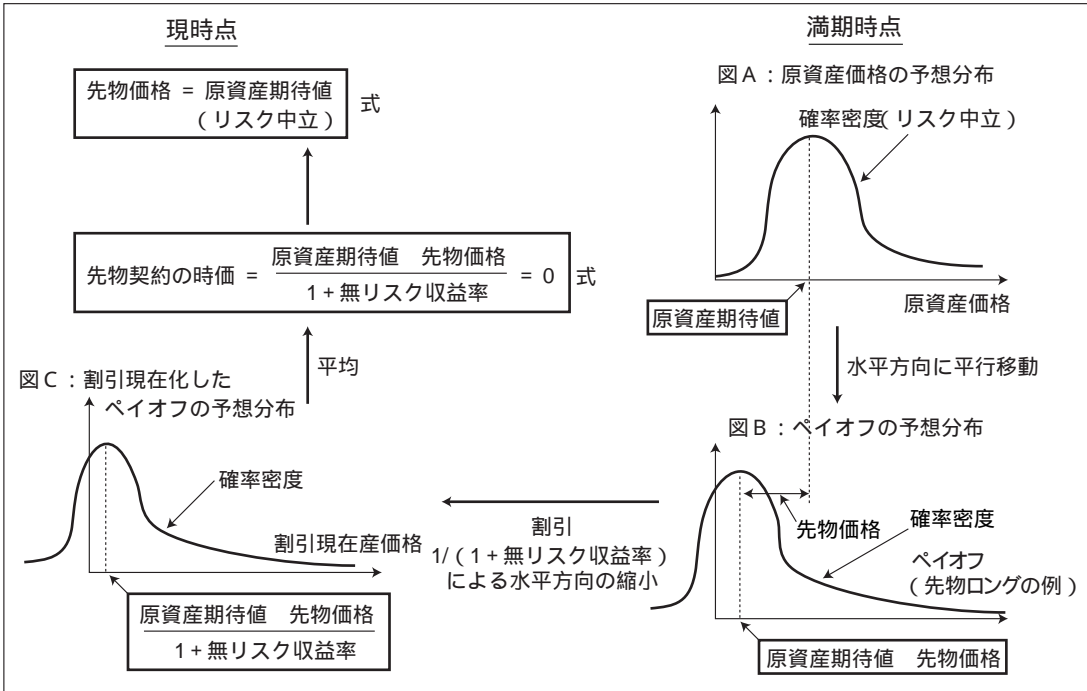 現時点
先物価格 = 原資産期待値
(リスク中立)
式
先物契約の時価 = 原資産期待値 先物価格 = 0 式
1+無リスク収益率
平均
図C:割引現在化した
ペイオフの予想分布
確率密度
割引現在産価格
原資産期待値 先物価格
1+無リスク収益率
満期時点
図A:原資産価格の予想分布
確率密度(リスク中立)
原資産価格
原資産期待値
水平方向に平行移動
図B:ペイオフの予想分布
先物価格
確率密度
ペイオフ
(先物ロングの例)
原資産期待値 先物価格
割引
1/(1+無リスク収益率)
による水平方向の縮小